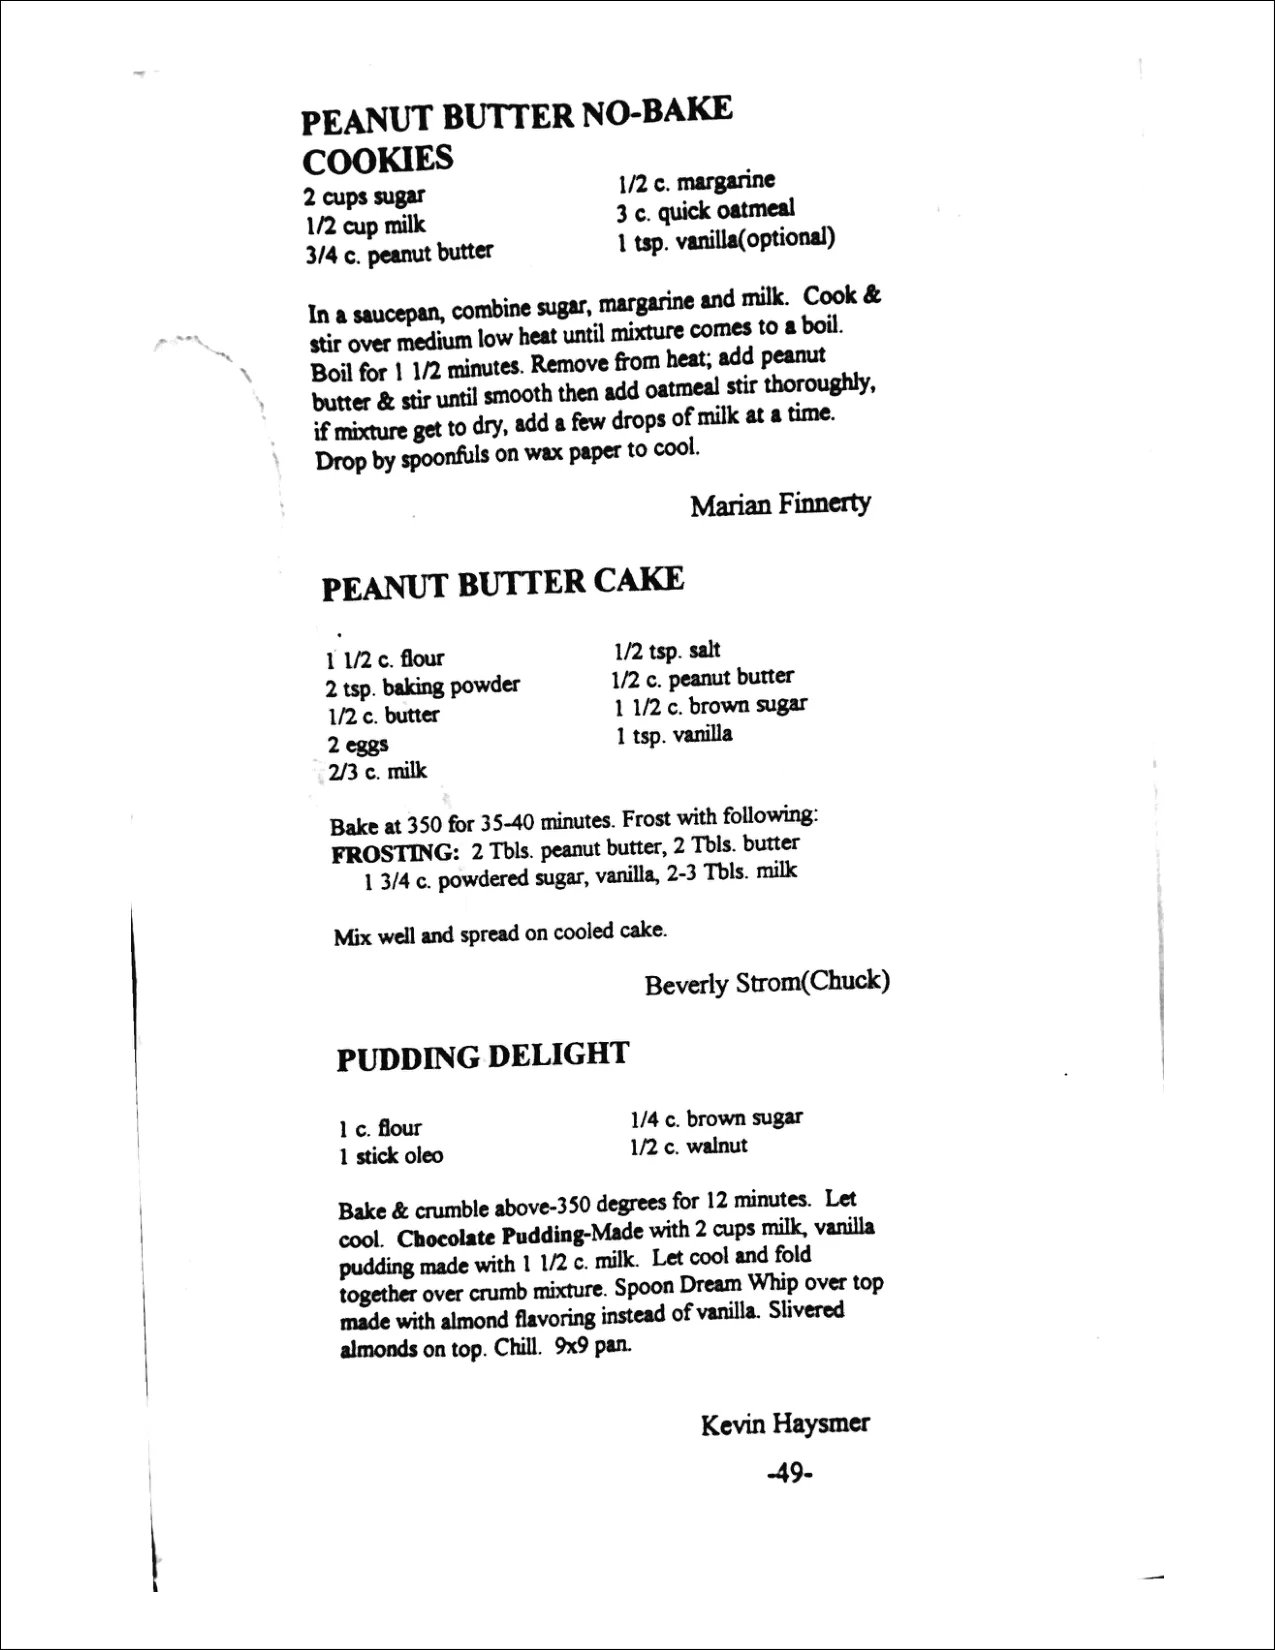 PEANUT BUTTER NO-BAKE
COOKIES
2 cups sugar
1/2 cup milk
3/4 c. peanut butter
1/2 c. margarine
3 c. quick oatmeal
1 tsp. vanilla(optional)
In a saucepan, combine sugar, margarine and milk. Cook &
stir over medium low heat until mixture comes to a boil.
Boil for 1 1/2 minutes. Remove from heat; add peanut
butter & stir until smooth then add oatmeal stir thoroughly,
if mixture get to dry, add a few drops of milk at a time.
Drop by spoonfuls on wax paper to cool.
Marian Finnerty
PEANUT BUTTER CAKE
1 1/2 c. flour
2 tsp. baking powder
1/2 c. butter
2 eggs
2/3 c. milk
1/2 tsp. salt
1/2 c. peanut butter
1 1/2 c. brown sugar
1 tsp. vanilla
Bake at 350 for 35-40 minutes. Frost with following:
FROSTING: 2 Tbls. peanut butter, 2 Tbls. butter
1 3/4 c. powdered sugar, vanilla, 2-3 Tbls. milk
Mix well and spread on cooled cake.
Beverly Strom(Chuck)
PUDDING DELIGHT
1 c. flour
1 stick oleo
1/4 c. brown sugar
1/2 c. walnut
Bake & crumble above-350 degrees for 12 minutes. Let
cool. Chocolate Pudding-Made with 2 cups milk, vanilla
pudding made with 1 1/2 c. milk. Let cool and fold
together over crumb mixture. Spoon Dream Whip over top
made with almond flavoring instead of vanilla. Slivered
almonds on top. Chill. 9x9 pan.
Kevin Haysmer
-49-